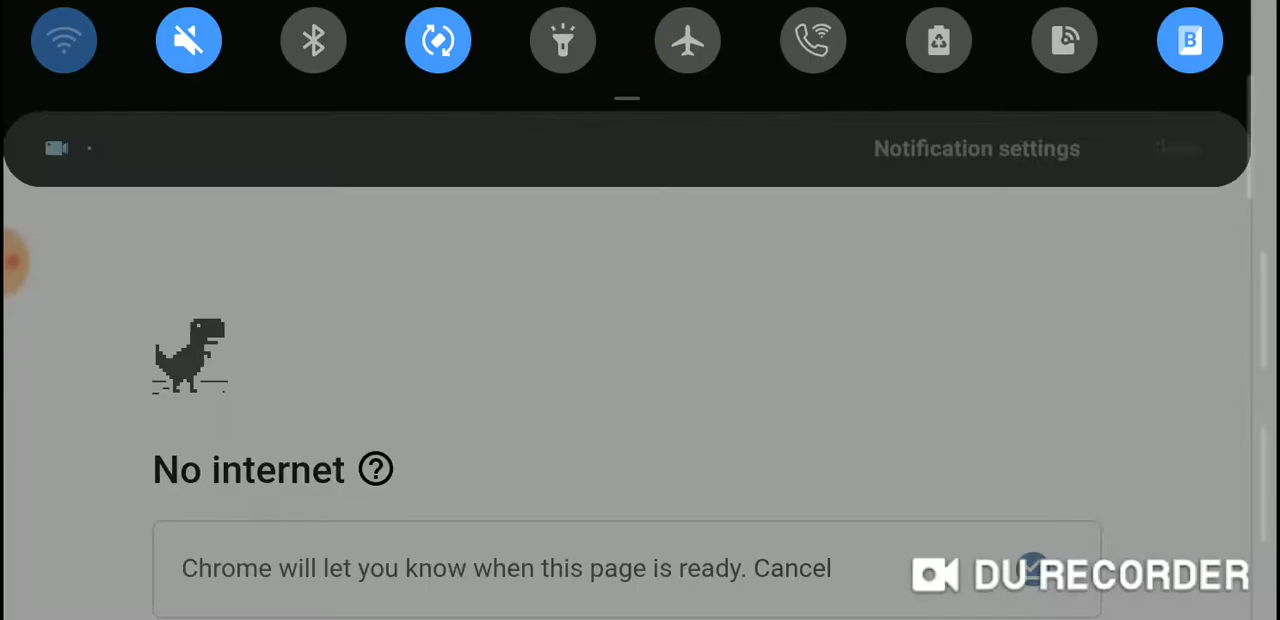 B
Notification settings
No internet ?
Chrome will let you know when this page is ready. Cancel
DU RECORDER